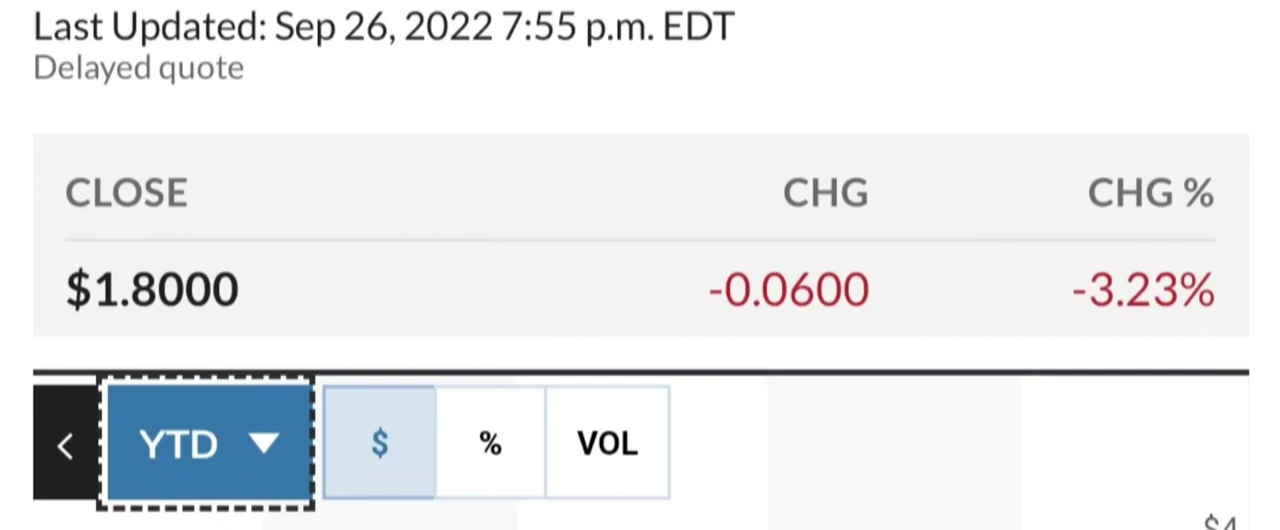 Last Updated: Sep 26, 2022 7:55 p.m. EDT
Delayed quote
CLOSE CHG CHG %
$1.8000 -0.0600 -3.23%
YTD $ % VOL